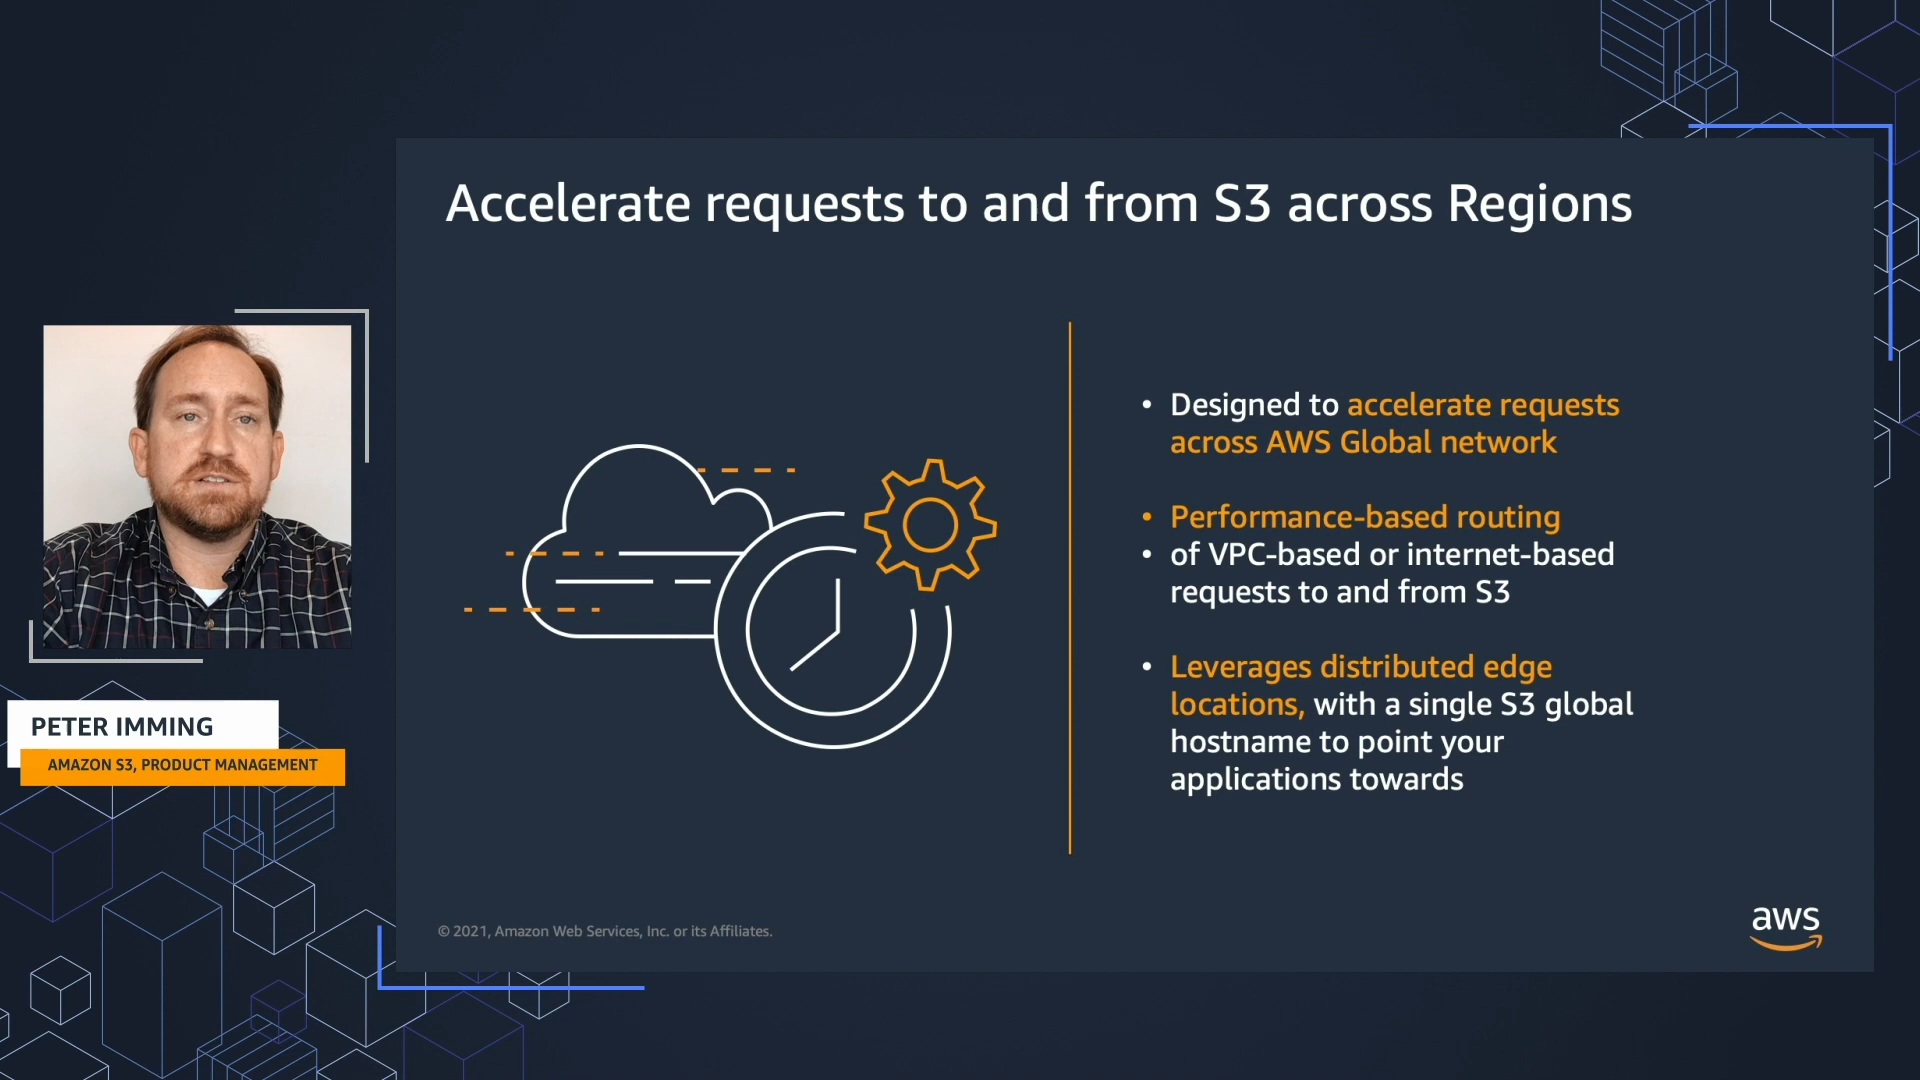 Accelerate requests to and from S3 across Regions
• Designed to accelerate requests
across AWS Global network
• Performance-based routing
• of VPC-based or internet-based
requests to and from S3
• Leverages distributed edge
locations, with a single S3 global
hostname to point your
applications towards
PETER IMMING
AMAZON S3, PRODUCT MANAGEMENT
© 2021, Amazon Web Services, Inc. or its Affiliates.
aws